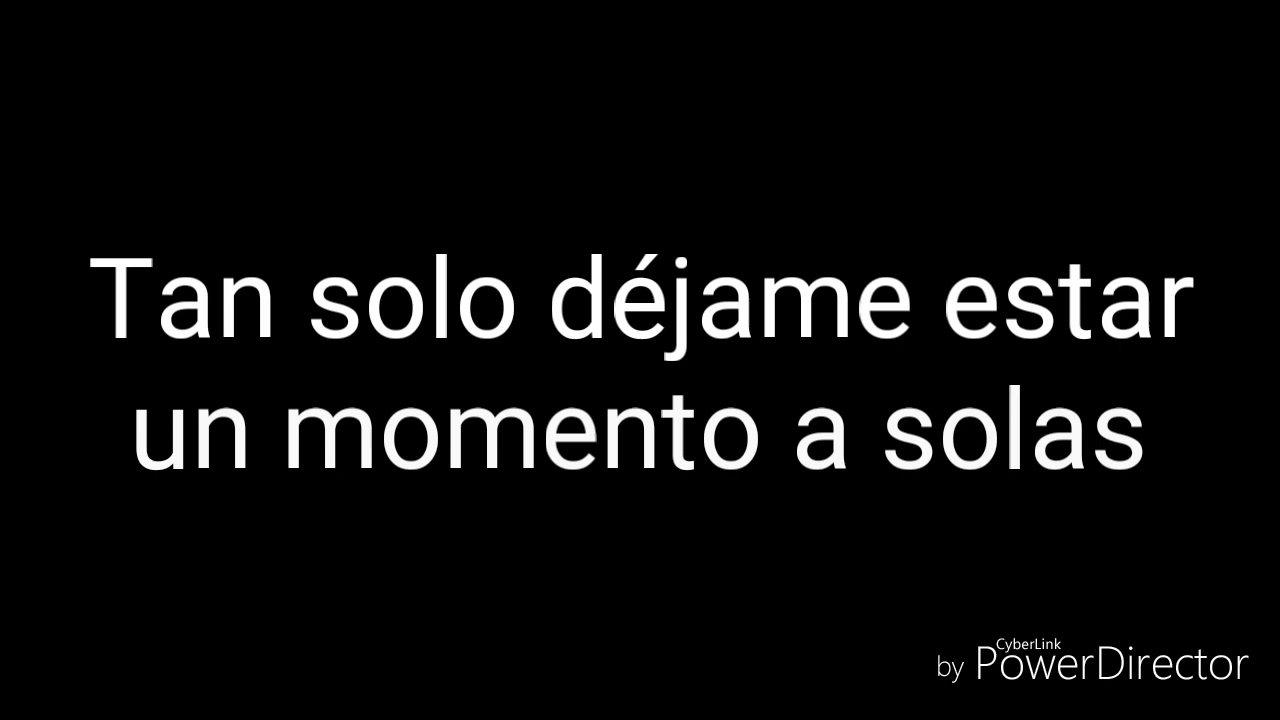 Tan solo déjame estar
un momento a solas
CyberLink
by PowerDirector